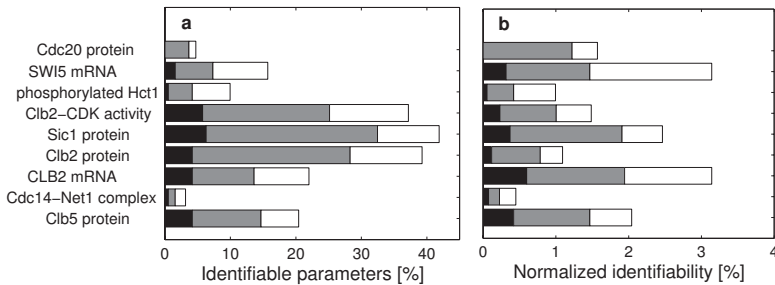 a
b
Cdc20 protein
SWI5 mRNA
phosphorylated Hct1
Clb2−CDK activity
Sic1 protein
Clb2 protein
CLB2 mRNA
Cdc14−Net1 complex
Clb5 protein
0 10 20 30 40
Identifiable parameters [%]
0 1 2 3 4
Normalized identifiability [%]